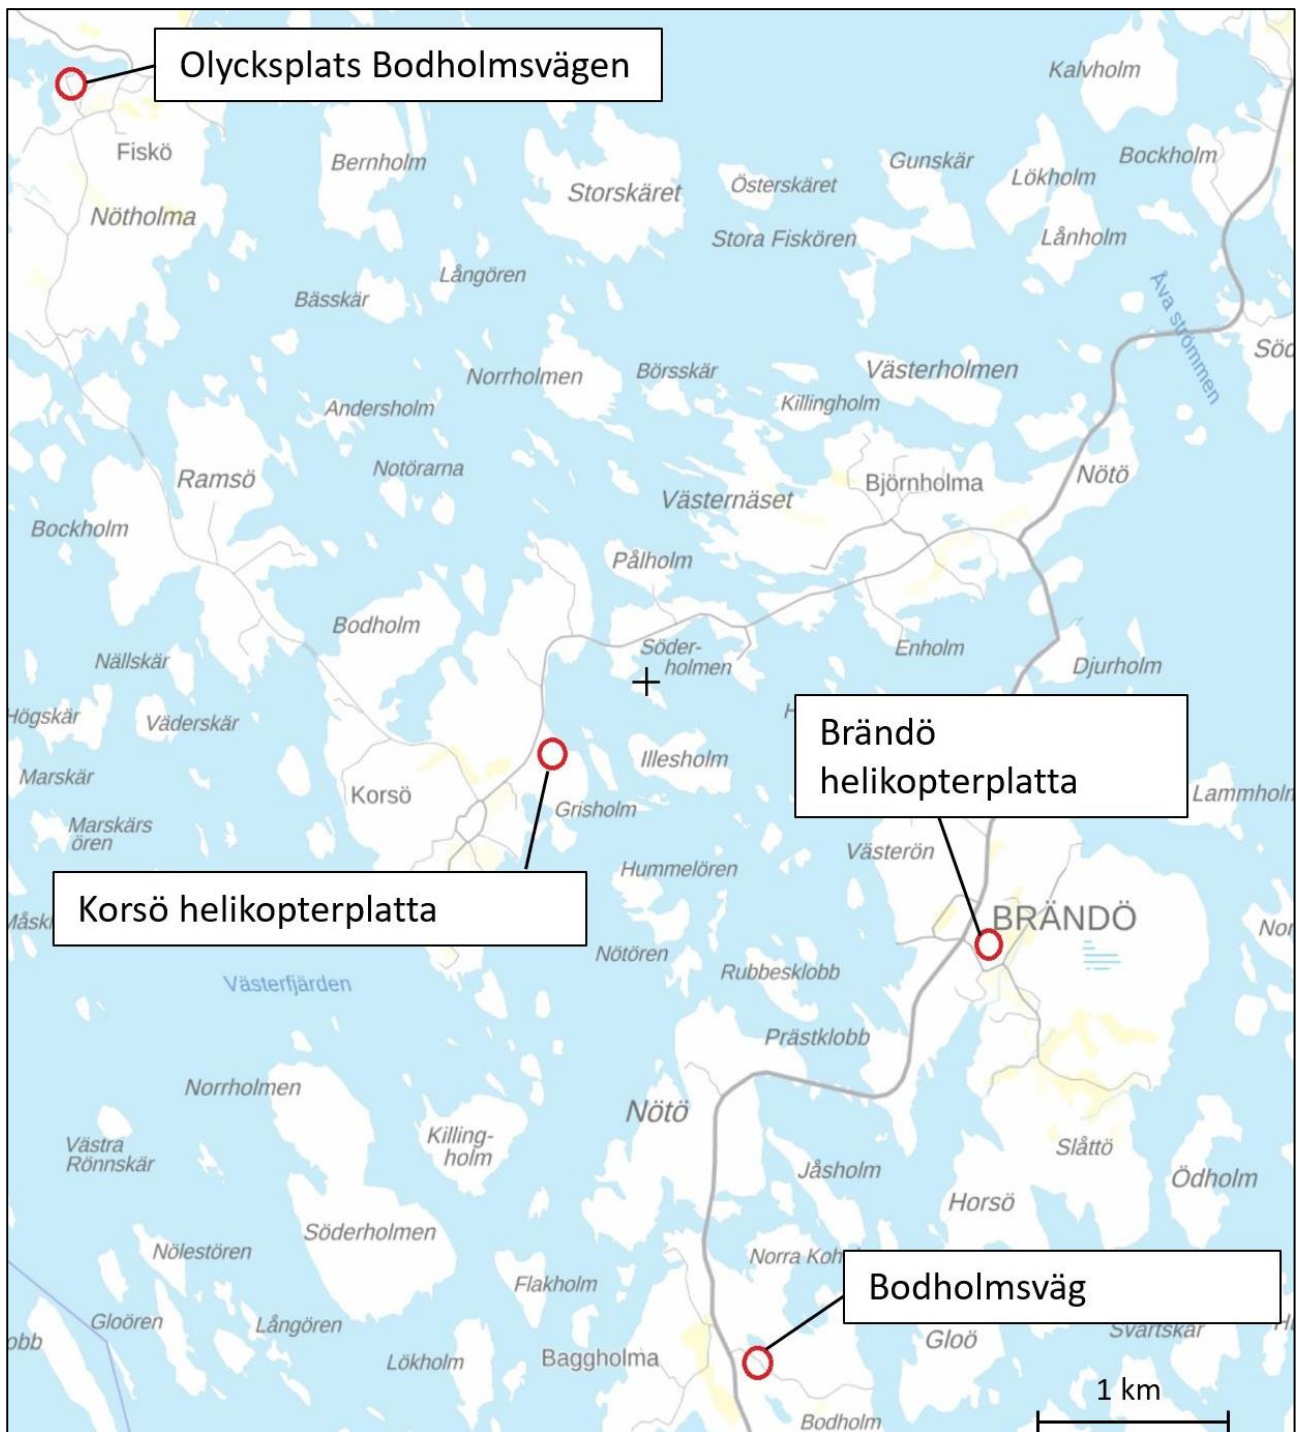 Olycksplats Bodholmsvägen
Kalvholm
Fiskö
Bernholm
Storskäret
Österskäret
Gunskär
Lökholm
Bockholm
Nötholma
Stora Fiskören
Lånholm
Långören
Bässkär
Åva strömmen
Norrholmen
Börsskär
Västerholmen
Killingholm
Andersholm
Ramsö
Notörarna
Västernäset
Björnholma
Nötö
Bockholm
Pålholm
Bodholm
Söder-
holmen
Enholm
Djurholm
Nällskär
Högskär
Väderskär
Brändö
helikopterplatta
Illesholm
Marskär
Korsö
Grisholm
Lammholm
Marskärs
ören
Västerön
Hummelören
Korsö helikopterplatta
BRÄNDÖ
Nötören
Rubbesklobb
Västerfjärden
Prästklobb
Norrholmen
Nötö
Killing-
holm
Västra
Rönnskär
Slåttö
Jåsholm
Ödholm
Horsö
Söderholmen
Nölestören
Norra Koh
Flakholm
Bodholmsväg
Gloören
Långören
Gloö
Svartskär
Lökholm
Baggholma
1 km
Bodholm